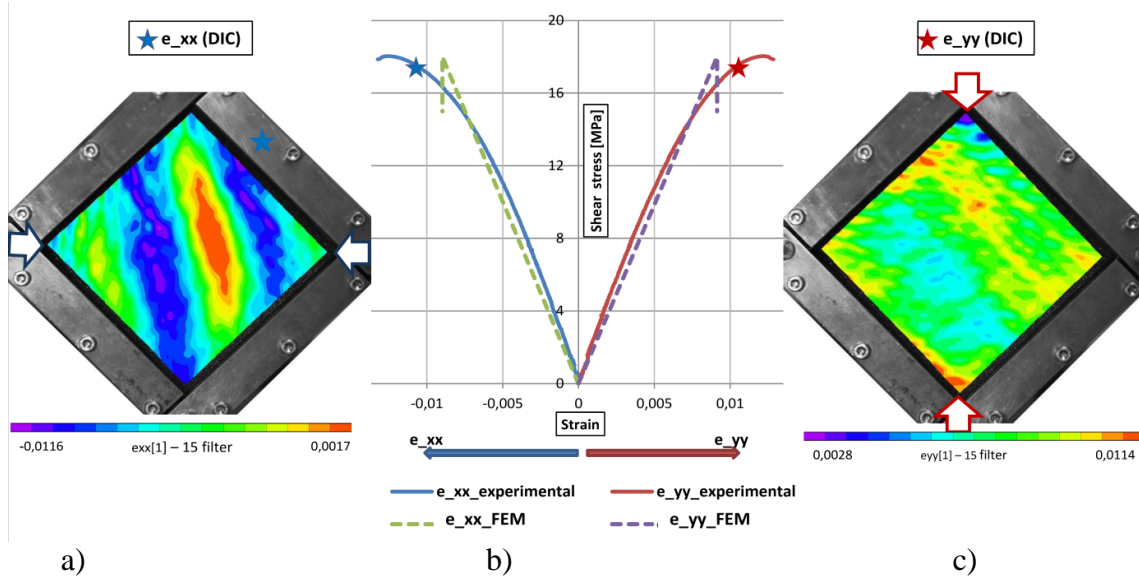 e_xx (DIC)
-0,0116
exx[1] – 15 filter
0,0017
a)
20
16
12
8
4
0
Shear stress [MPa]
-0,01
-0,005
0
0,005
0,01
Strain
e_xx
e_yy
e_xx_experimental
e_yy_experimental
e_xx_FEM
e_yy_FEM
b)
e_yy (DIC)
0,0028
eyy[1] – 15 filter
0,0114
c)